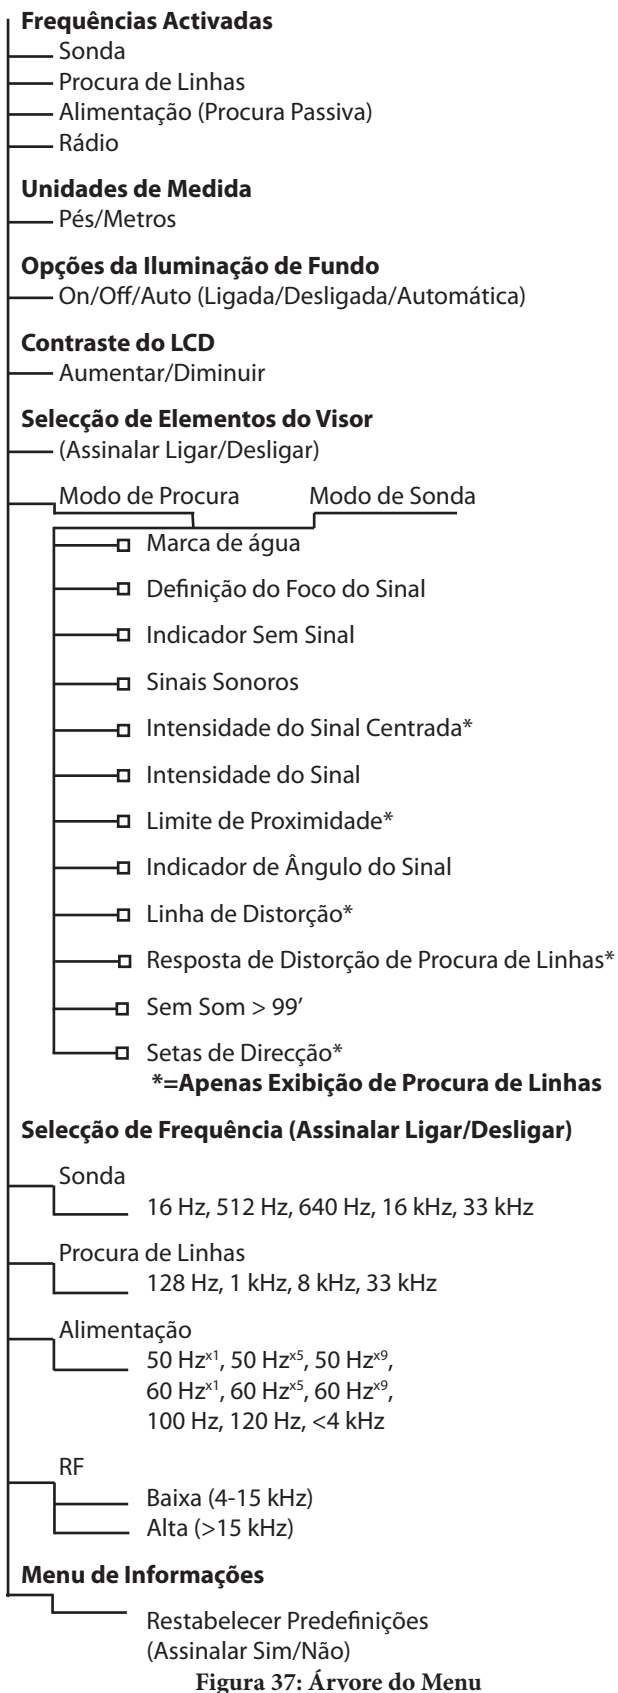 Frequências Activadas
Sonda
Procura de Linhas
Alimentação (Procura Passiva)
Rádio
Unidades de Medida
Pés/Metros
Opções da Iluminação de Fundo
On/Off/Auto (Ligada/Desligada/Automática)
Contraste do LCD
Aumentar/Diminuir
Selecção de Elementos do Visor
(Assinalar Ligar/Desligar)
Modo de Procura Modo de Sonda
Marca de água
Definição do Foco do Sinal
Indicador Sem Sinal
Sinais Sonoros
Intensidade do Sinal Centrada*
Intensidade do Sinal
Limite de Proximidade*
Indicador de Ângulo do Sinal
Linha de Distorção*
Resposta de Distorção de Procura de Linhas*
Sem Som > 99’
Setas de Direcção*
*=Apenas Exibição de Procura de Linhas
Selecção de Frequência (Assinalar Ligar/Desligar)
Sonda
16 Hz, 512 Hz, 640 Hz, 16 kHz, 33 kHz
Procura de Linhas
128 Hz, 1 kHz, 8 kHz, 33 kHz
Alimentação
50 Hzx1, 50 Hzx5, 50 Hzx9,
60 Hzx1, 60 Hzx5, 60 Hzx9,
100 Hz, 120 Hz, <4 kHz
RF
Baixa (4-15 kHz)
Alta (>15 kHz)
Menu de Informações
Restabelecer Predefinições
(Assinalar Sim/Não)
Figura 37: Árvore do Menu